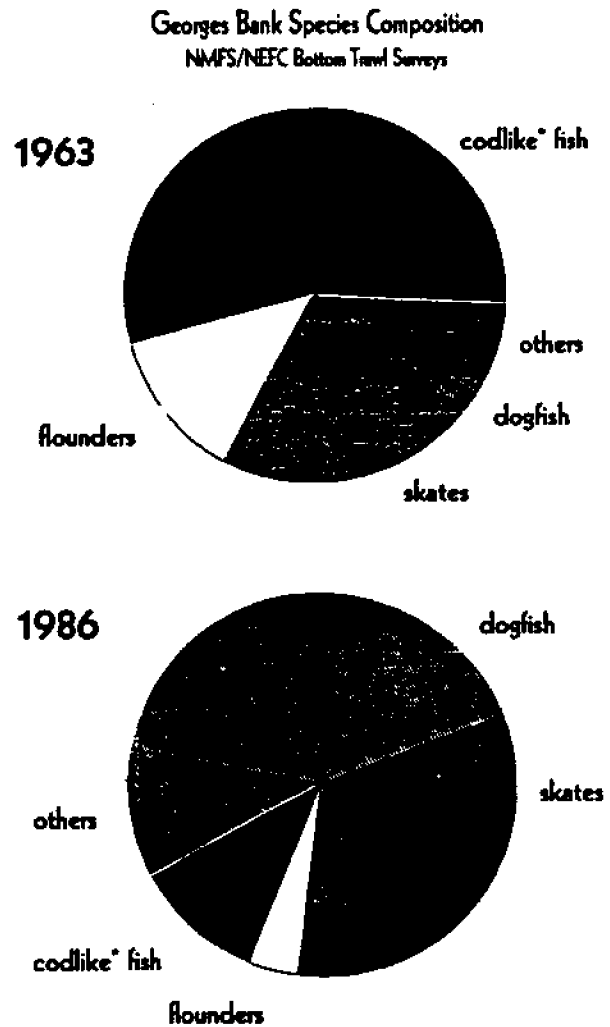 Georges Bank Species Composition
NMFS/NEFC Bottom Trawl Surveys
1963
codlike* fish
others
dogfish
flounders
skates
1986
dogfish
skates
others
codlike* fish
flounders